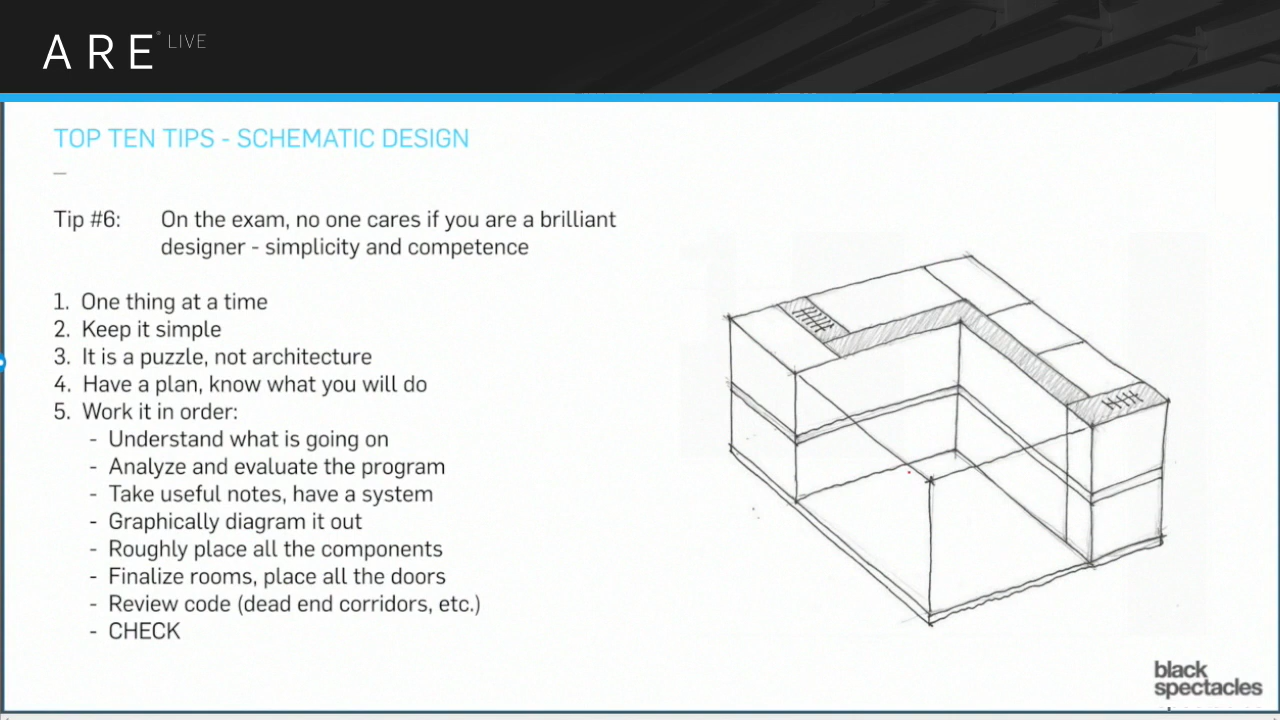 ARE® LIVE
TOP TEN TIPS - SCHEMATIC DESIGN
Tip #6: On the exam, no one cares if you are a brilliant
designer - simplicity and competence
1. One thing at a time
2. Keep it simple
3. It is a puzzle, not architecture
4. Have a plan, know what you will do
5. Work it in order:
- Understand what is going on
- Analyze and evaluate the program
- Take useful notes, have a system
- Graphically diagram it out
- Roughly place all the components
- Finalize rooms, place all the doors
- Review code (dead end corridors, etc.)
- CHECK
black
spectacles